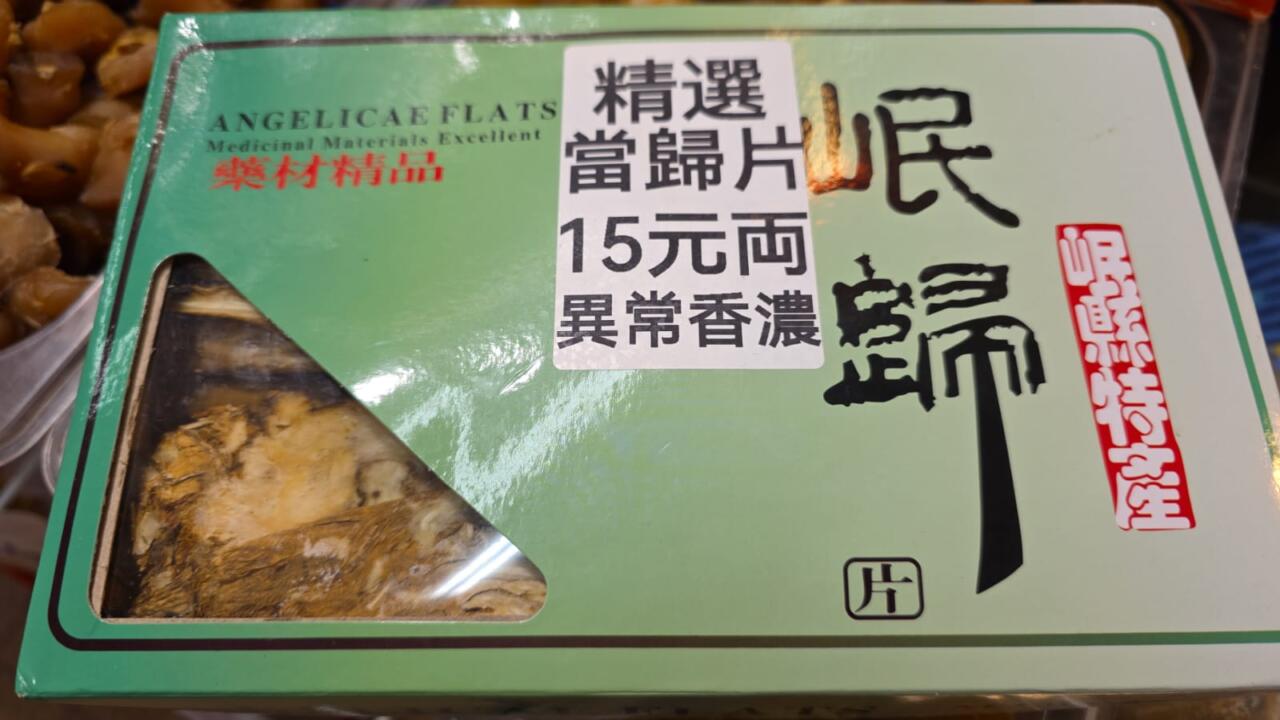 ANGELICAE FLATS
Medicinal Materials Excellent
藥材精品
精選
當歸片
15元両
異常香濃
岷
歸
岷縣特產
片